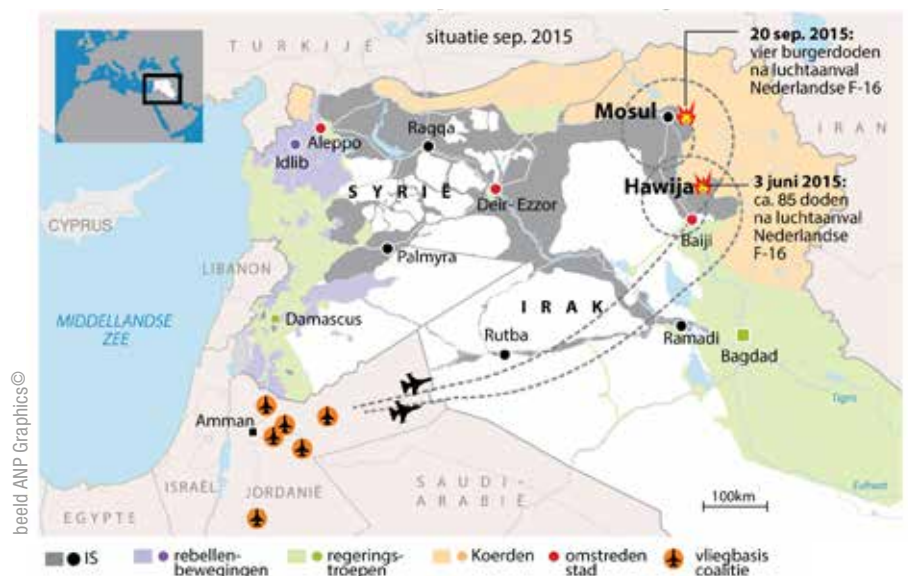 TURKIJE
situatie sep. 2015
20 sep. 2015:
vier burgerdoden
na luchtaanval
Nederlandse F-16
Mosul
IRAN
Aleppo
Raqqa
Idlib
SYRIË
Hawija
3 juni 2015:
ca. 85 doden
na luchtaanval
Nederlandse
F-16
Deir-Ezzor
CYPRUS
Baiji
Palmyra
LIBANON
IRAK
MIDDELLANDSE
ZEE
Damascus
Rutba
Ramadi
Bagdad
Tigris
Amman
SAUDI-
ARABIË
ISRAËL
JORDANIË
Eufraat
100km
EGYPTE
beeld ANP Graphics©
IS
rebellen-
bewegingen
regerings-
troepen
Koerden
omstreden
stad
vliegbasis
coalitie